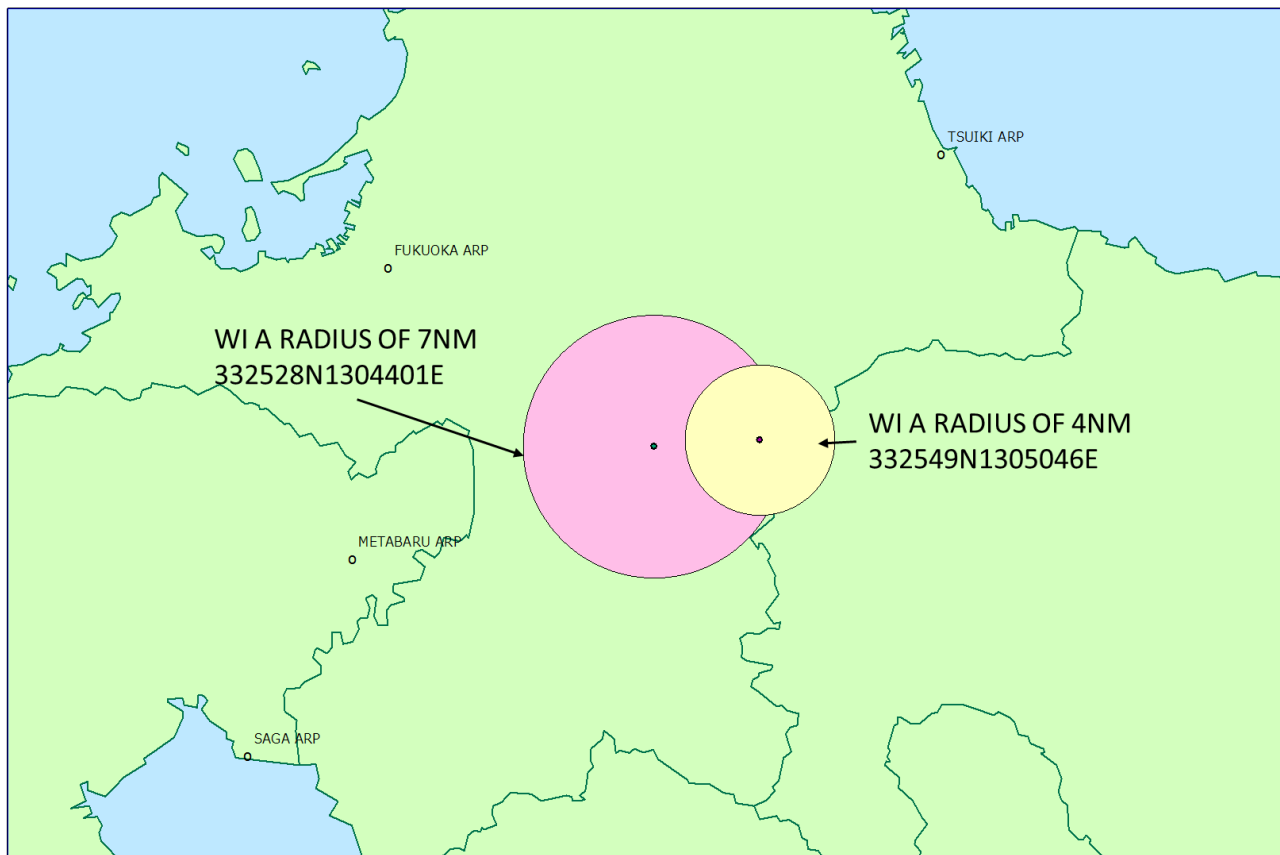 TSUIKI ARP
FUKUOKA ARP
WI A RADIUS OF 7NM
332528N1304401E
WI A RADIUS OF 4NM
332549N1305046E
METABARU ARP
SAGA ARP